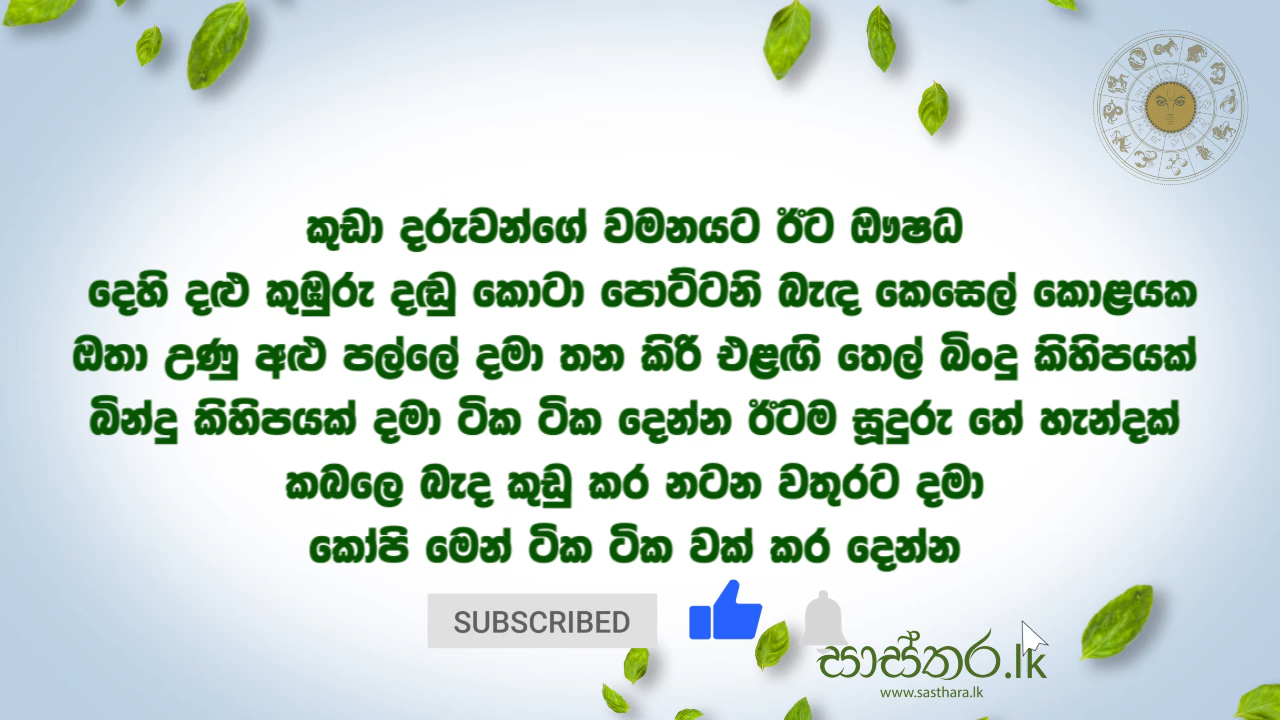 කුඩා දරුවන්ගේ වමනයට ඊට ඖෂධ
දෙහි දළු කුඹුරු දඬු කොටා පොට්ටනි බැඳ කෙසෙල් කොළයක
ඔතා උණු අළු පල්ලේ දමා තන කිරි එළඟි තෙල් බිංදු කිහිපයක්
බින්දු කිහිපයක් දමා ටික ටික දෙන්න ඊටම සූදුරු තේ හැන්දක්
කබලෙ බැද කුඩු කර නටන වතුරට දමා
කෝපි මෙන් ටික ටික වක් කර දෙන්න
SUBSCRIBED
සාස්තර.lk
www.sasthara.lk